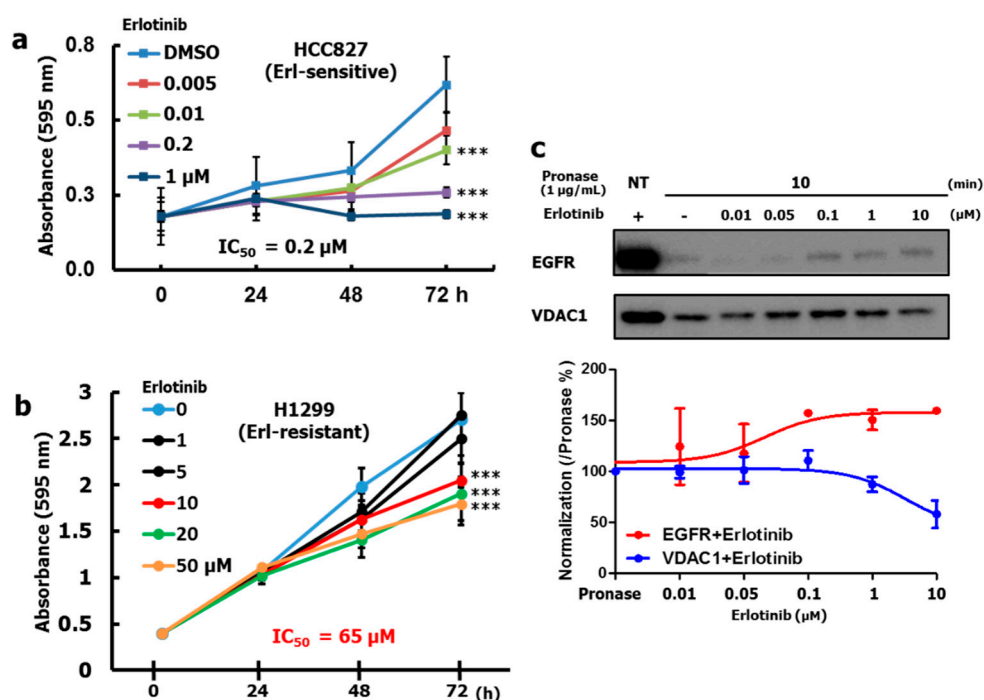 a
Erlotinib
DMSO
0.005
0.01
0.2
1 µM
HCC827
(Erl-sensitive)
Absorbance (595 nm)
0.8
0.5
0.3
0.0
***
***
***
IC50 = 0.2 µM
0 24 48 72 h
b
Erlotinib
0
1
5
10
20
50 µM
H1299
(Erl-resistant)
Absorbance (595 nm)
3
2.5
2
1.5
1
0.5
0
***
***
***
IC50 = 65 µM
0 24 48 72 (h)
c
Pronase
(1 µg/mL)
NT 10 (min)
Erlotinib + - 0.01 0.05 0.1 1 10 (µM)
EGFR
VDAC1
Normalization (/Pronase %)
200
150
100
50
0
EGFR+Erlotinib
VDAC1+Erlotinib
Pronase 0.01 0.05 0.1 1 10
Erlotinib (µM)